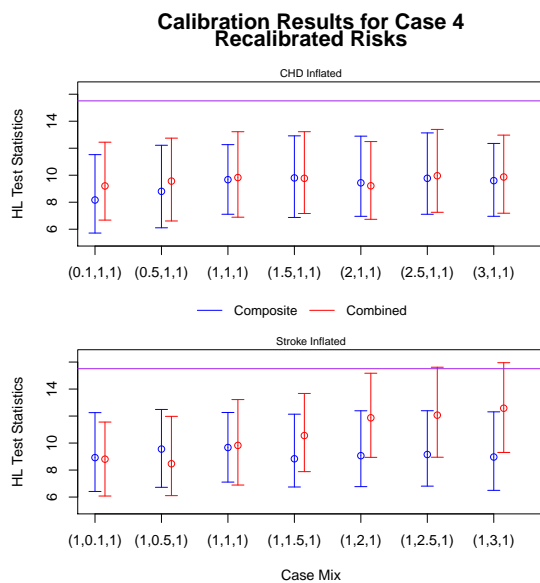 Calibration Results for Case 4
Recalibrated Risks
CHD Inflated
HL Test Statistics
14
10
8
6
(0.1,1,1) (0.5,1,1) (1,1,1) (1.5,1,1) (2,1,1) (2.5,1,1) (3,1,1)
Composite Combined
Stroke Inflated
HL Test Statistics
14
10
8
6
(1,0.1,1) (1,0.5,1) (1,1,1) (1,1.5,1) (1,2,1) (1,2.5,1) (1,3,1)
Case Mix